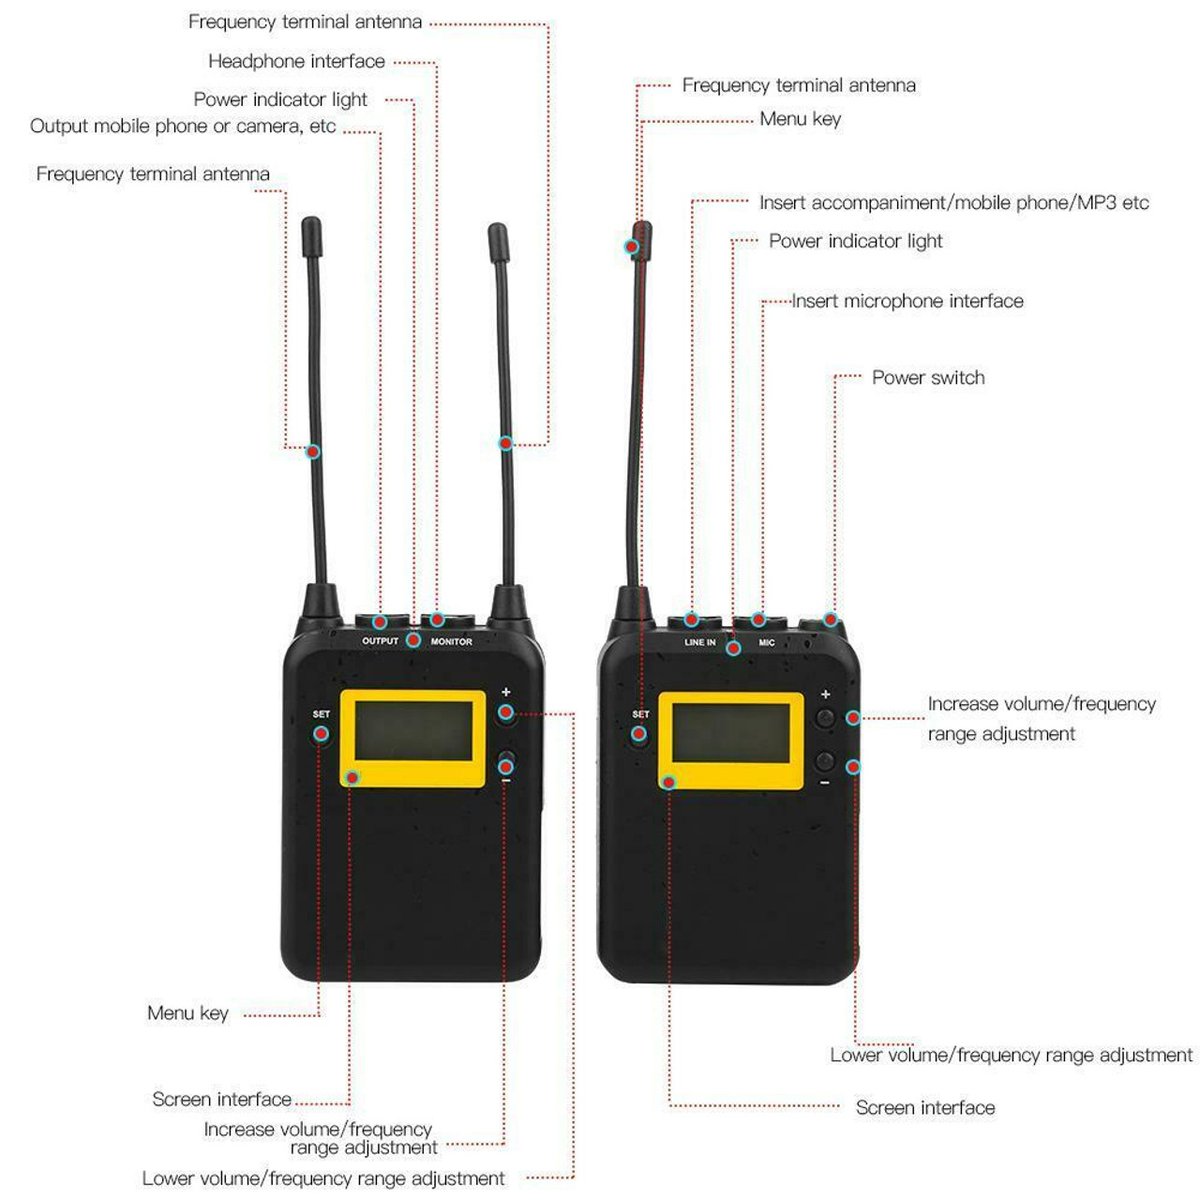 Frequency terminal antenna
Headphone interface
Power indicator light
Output mobile phone or camera, etc
Frequency terminal antenna
Frequency terminal antenna
Menu key
Insert accompaniment/mobile phone/MP3 etc
Power indicator light
Insert microphone interface
Power switch
OUTPUT
MONITOR
LINE IN
MIC
SET
+
−
SET
+
−
Increase volume/frequency
range adjustment
Menu key
Lower volume/frequency range adjustment
Screen interface
Screen interface
Increase volume/frequency
range adjustment
Lower volume/frequency range adjustment